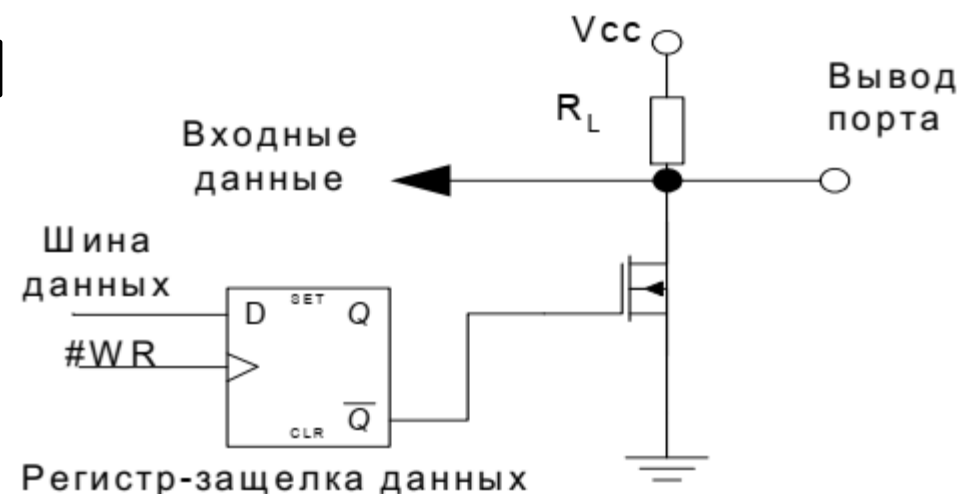 Vcc
R L
Вывод
порта
Входные
данные
Шина
данных
#WR
D SET Q
Q
CLR
Регистр-защелка данных